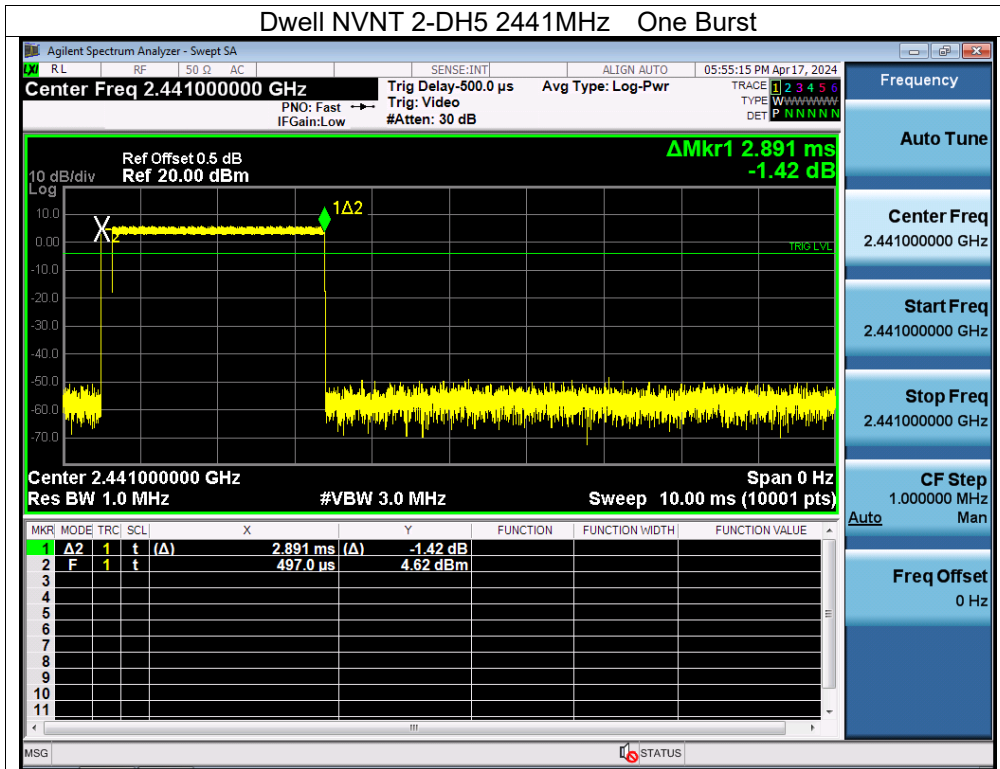 Dwell NVNT 2-DH5 2441MHz One Burst
Agilent Spectrum Analyzer - Swept SA
LXI RL RF 50 Ω AC SENSE:INT ALIGN AUTO 05:55:15 PM Apr 17, 2024
Center Freq 2.441000000 GHz Trig Delay-500.0 µs Avg Type: Log-Pwr TRACE 1 2 3 4 5 6
PNO: Fast Trig: Video TYPE WWWWWW
IFGain:Low #Atten: 30 dB DET P NNNNN
Frequency
Auto Tune
Center Freq
2.441000000 GHz
Start Freq
2.441000000 GHz
Stop Freq
2.441000000 GHz
CF Step
1.000000 MHz
Auto Man
Freq Offset
0 Hz
ΔMkr1 2.891 ms
-1.42 dB
Ref Offset 0.5 dB
10 dB/div Ref 20.00 dBm
Log
10.0
0.00
-10.0
-20.0
-30.0
-40.0
-50.0
-60.0
-70.0
X2
1Δ2
TRIG LVL
Center 2.441000000 GHz Span 0 Hz
Res BW 1.0 MHz #VBW 3.0 MHz Sweep 10.00 ms (10001 pts)
MKR MODE TRC SCL X Y FUNCTION FUNCTION WIDTH FUNCTION VALUE
1 Δ2 1 t (Δ) 2.891 ms (Δ) -1.42 dB
2 F 1 t 497.0 µs 4.62 dBm
3
4
5
6
7
8
9
10
11
MSG STATUS